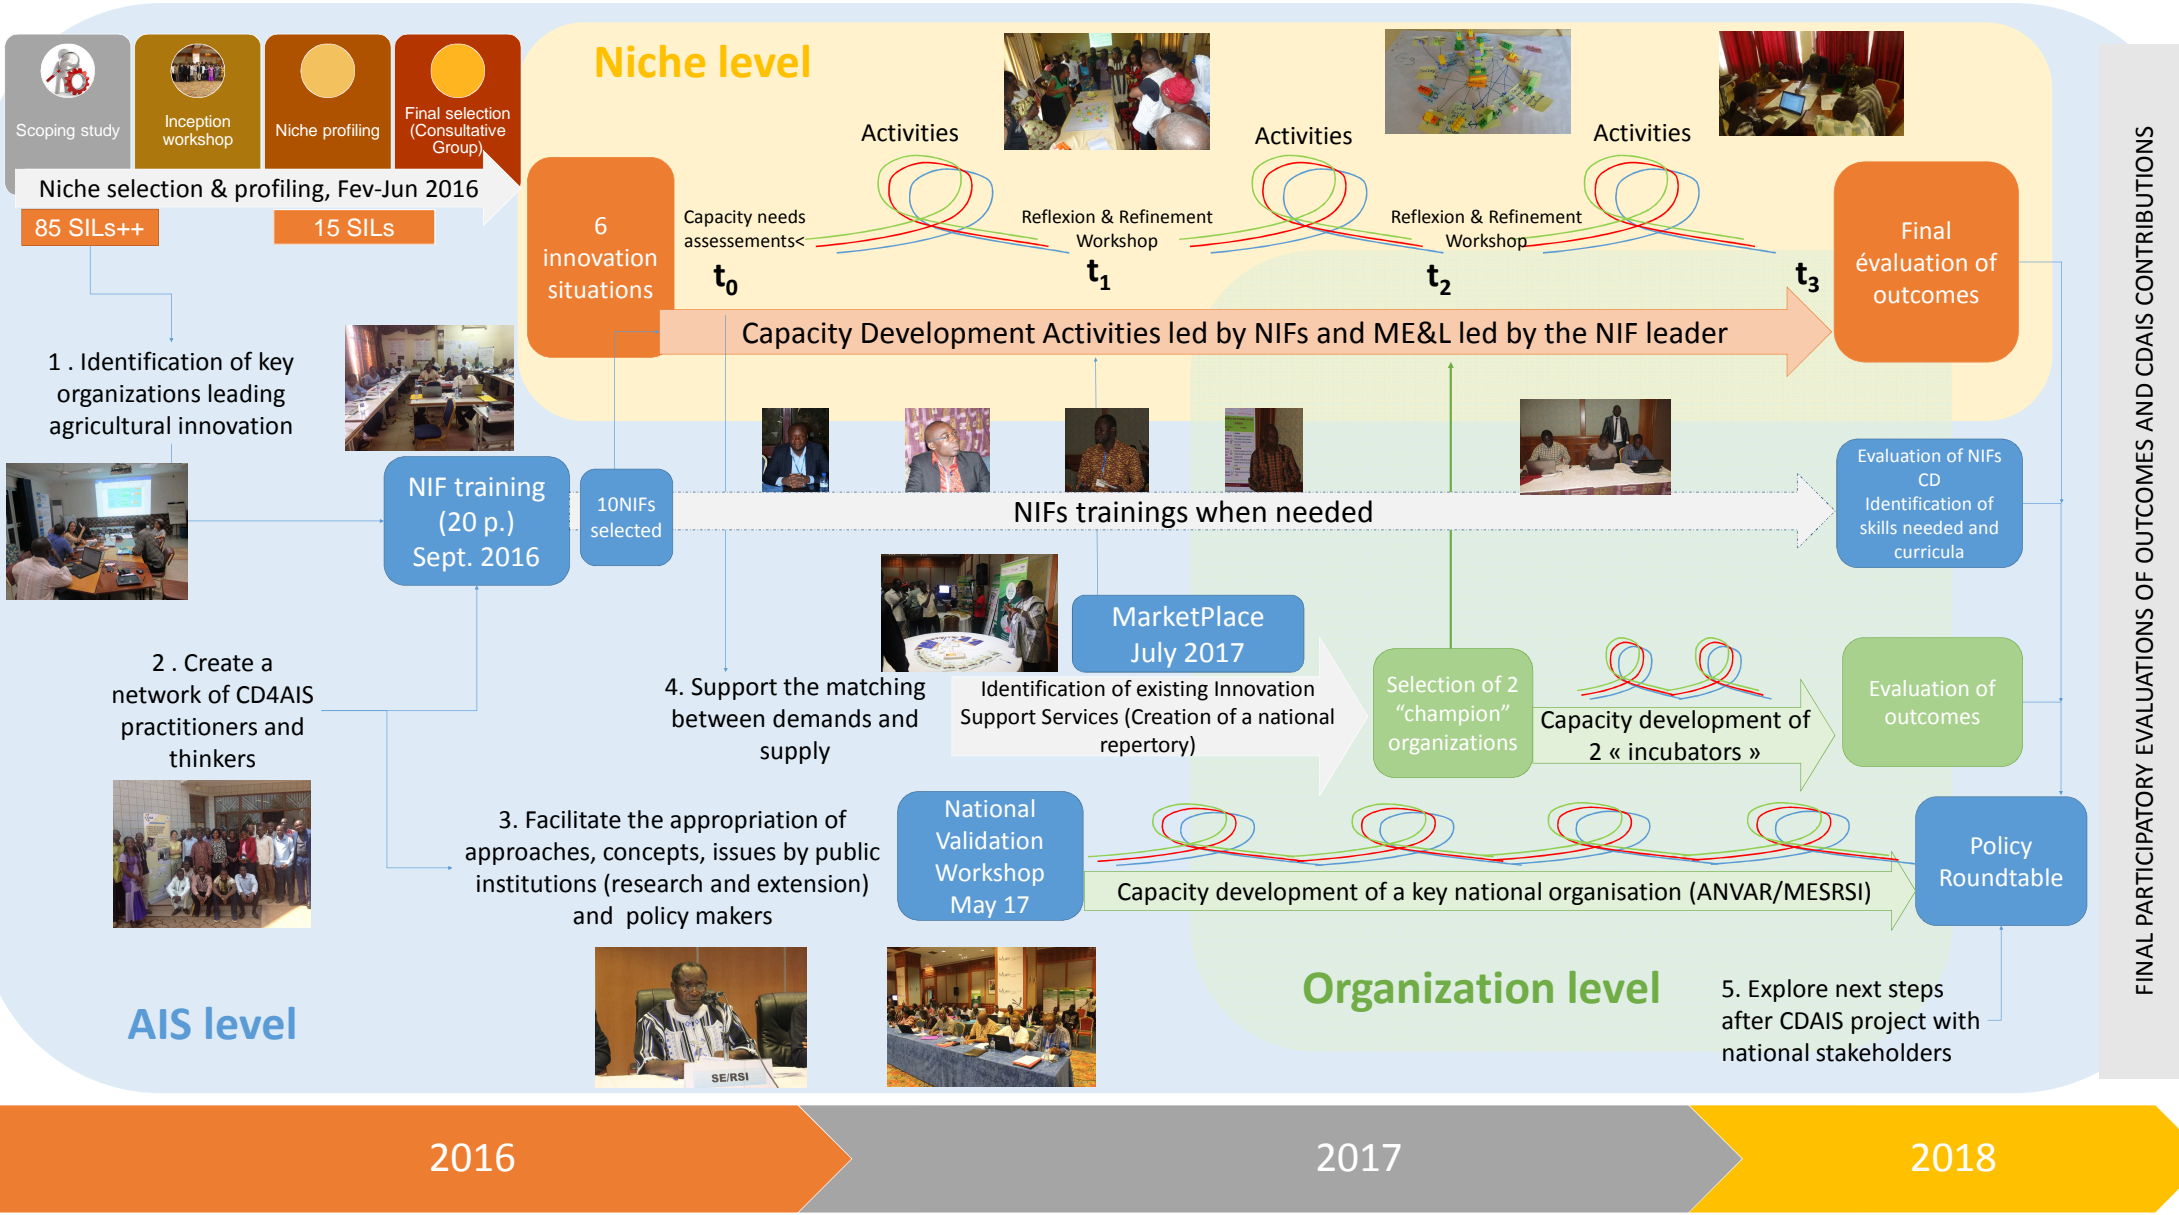 Niche level
Scoping study
Inception
workshop
Niche profiling
Final selection
(Consultative
Group)
Niche selection & profiling, Fev-Jun 2016
85 SILs++
15 SILs
6
innovation
situations
Capacity needs
assessements<
Activities
Reflexion & Refinement
Workshop
Activities
Reflexion & Refinement
Workshop
Activities
t0
t1
t2
t3
Final
évaluation of
outcomes
Capacity Development Activities led by NIFs and ME&L led by the NIF leader
1 . Identification of key
organizations leading
agricultural innovation
NIF training
(20 p.)
Sept. 2016
10NIFs
selected
NIFs trainings when needed
Evaluation of NIFs
CD
Identification of
skills needed and
curricula
2 . Create a
network of CD4AIS
practitioners and
thinkers
4. Support the matching
between demands and
supply
MarketPlace
July 2017
Identification of existing Innovation
Support Services (Creation of a national
repertory)
Selection of 2
“champion”
organizations
Capacity development of
2 « incubators »
Evaluation of
outcomes
3. Facilitate the appropriation of
approaches, concepts, issues by public
institutions (research and extension)
and policy makers
National
Validation
Workshop
May 17
Capacity development of a key national organisation (ANVAR/MESRSI)
Policy
Roundtable
SE/RSI
AIS level
Organization level
5. Explore next steps
after CDAIS project with
national stakeholders
FINAL PARTICIPATORY EVALUATIONS OF OUTCOMES AND CDAIS CONTRIBUTIONS
2016
2017
2018